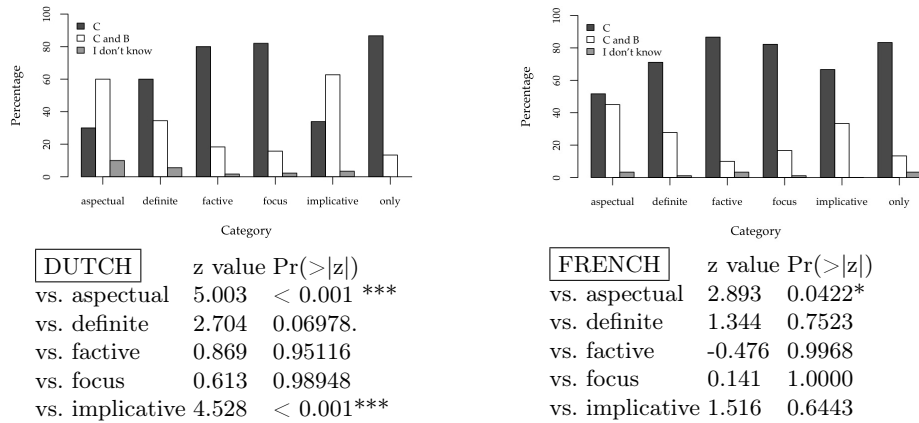 100
80
60
40
20
0
Percentage
C
C and B
I don't know
aspectual definite factive focus implicative only
Category
DUTCH z value Pr(>|z|)
vs. aspectual 5.003 < 0.001 ***
vs. definite 2.704 0.06978.
vs. factive 0.869 0.95116
vs. focus 0.613 0.98948
vs. implicative 4.528 < 0.001***
100
80
60
40
20
0
Percentage
C
C and B
I don't know
aspectual definite factive focus implicative only
Category
FRENCH z value Pr(>|z|)
vs. aspectual 2.893 0.0422*
vs. definite 1.344 0.7523
vs. factive -0.476 0.9968
vs. focus 0.141 1.0000
vs. implicative 1.516 0.6443